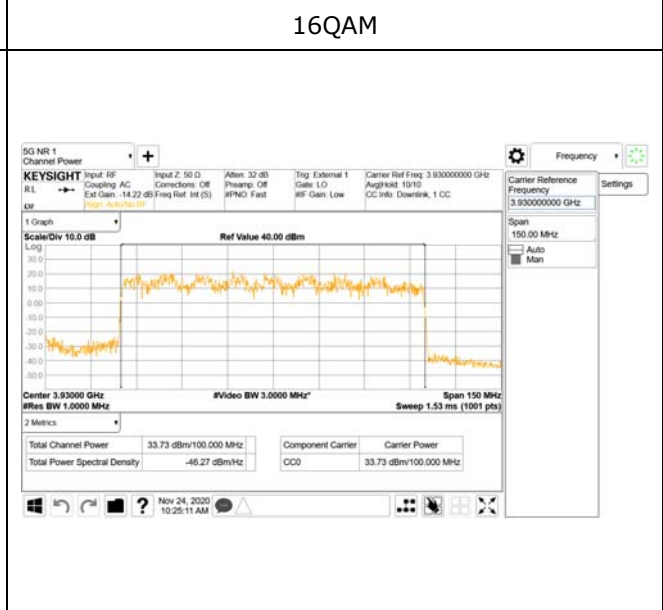 16QAM
5G NR 1
Channel Power
Frequency
KEYSIGHT
Input: RF
Input Z: 50 Ω
Atten: 32 dB
Trig: External 1
Carrier Ref Freq: 3.930000000 GHz
RL
Coupling: AC
Corrections: Off
Preamp: Off
Gate: LO
Avg|Hold: 10/10
Ext Gain: -14.22 dB
Freq Ref: Int (S)
#PNO: Fast
#IF Gain: Low
CC Info: Downlink, 1 CC
Align: Auto/No RF
Carrier Reference
Frequency
3.930000000 GHz
Settings
Span
150.00 MHz
Auto
Man
1 Graph
Scale/Div 10.0 dB
Ref Value 40.00 dBm
Log
30.0
20.0
10.0
0.00
-10.0
-20.0
-30.0
-40.0
-50.0
Center 3.93000 GHz
#Video BW 3.0000 MHz*
Span 150 MHz
#Res BW 1.0000 MHz
Sweep 1.53 ms (1001 pts)
2 Metrics
Total Channel Power
33.73 dBm/100.000 MHz
Component Carrier
Carrier Power
Total Power Spectral Density
-46.27 dBm/Hz
CC0
33.73 dBm/100.000 MHz
?
Nov 24, 2020
10:25:11 AM